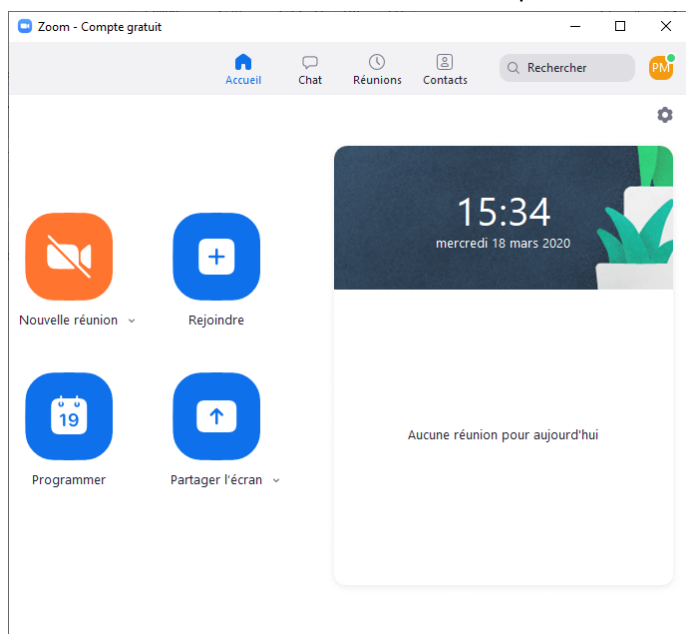 Zoom - Compte gratuit
Accueil
Chat
Réunions
Contacts
Rechercher
PM
15:34
mercredi 18 mars 2020
Nouvelle réunion
Rejoindre
19
Programmer
Partager l'écran
Aucune réunion pour aujourd'hui